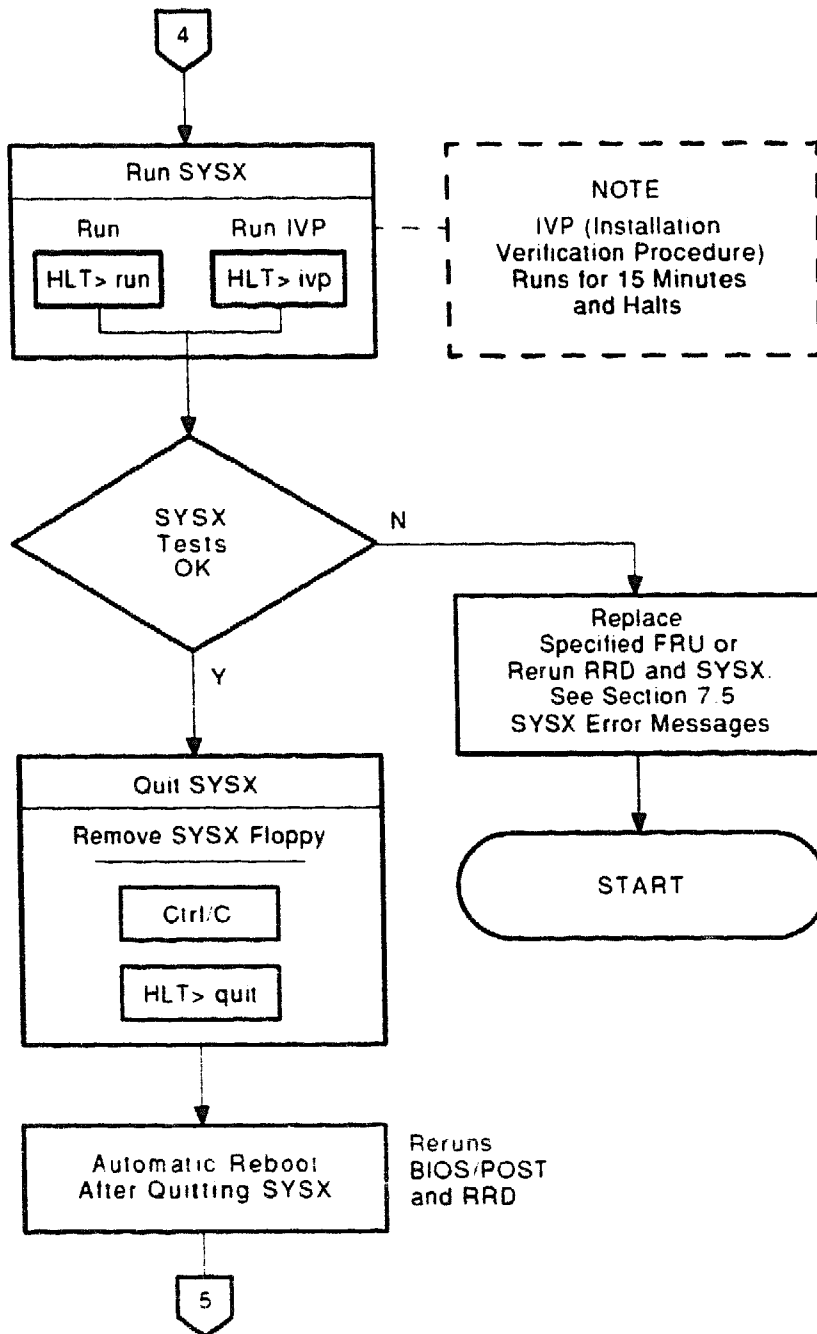 4
Run SYSX
Run
Run IVP
HLT> run
HLT> ivp
NOTE
IVP (Installation
Verification Procedure)
Runs for 15 Minutes
and Halts
SYSX
Tests
OK
N
Y
Replace
Specified FRU or
Rerun RRD and SYSX.
See Section 7.5
SYSX Error Messages
START
Quit SYSX
Remove SYSX Floppy
Ctrl/C
HLT> quit
Automatic Reboot
After Quitting SYSX
Reruns
BIOS/POST
and RRD
5